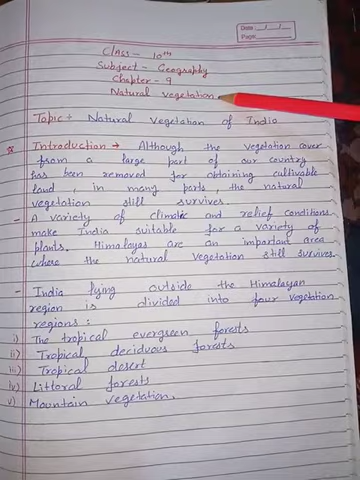 Date: __/__/__
Page:
Class - 10th
Subject - Geography
Chapter - 9
Natural vegetation
Topic → Natural vegetation of India
Introduction → Although the vegetation cover
from a large part of our country
has been removed for obtaining cultivable
land, in many parts, the natural
vegetation still survives.
- A variety of climatic and relief conditions
make India suitable for a variety of
plants. Himalayas are an important area
where the natural vegetation still survives.
- India lying outside the Himalayan
region is divided into four vegetation
regions:
i) The tropical evergreen forests
ii) Tropical deciduous forests
iii) Tropical desert
iv) Littoral forests
v) Mountain vegetation.